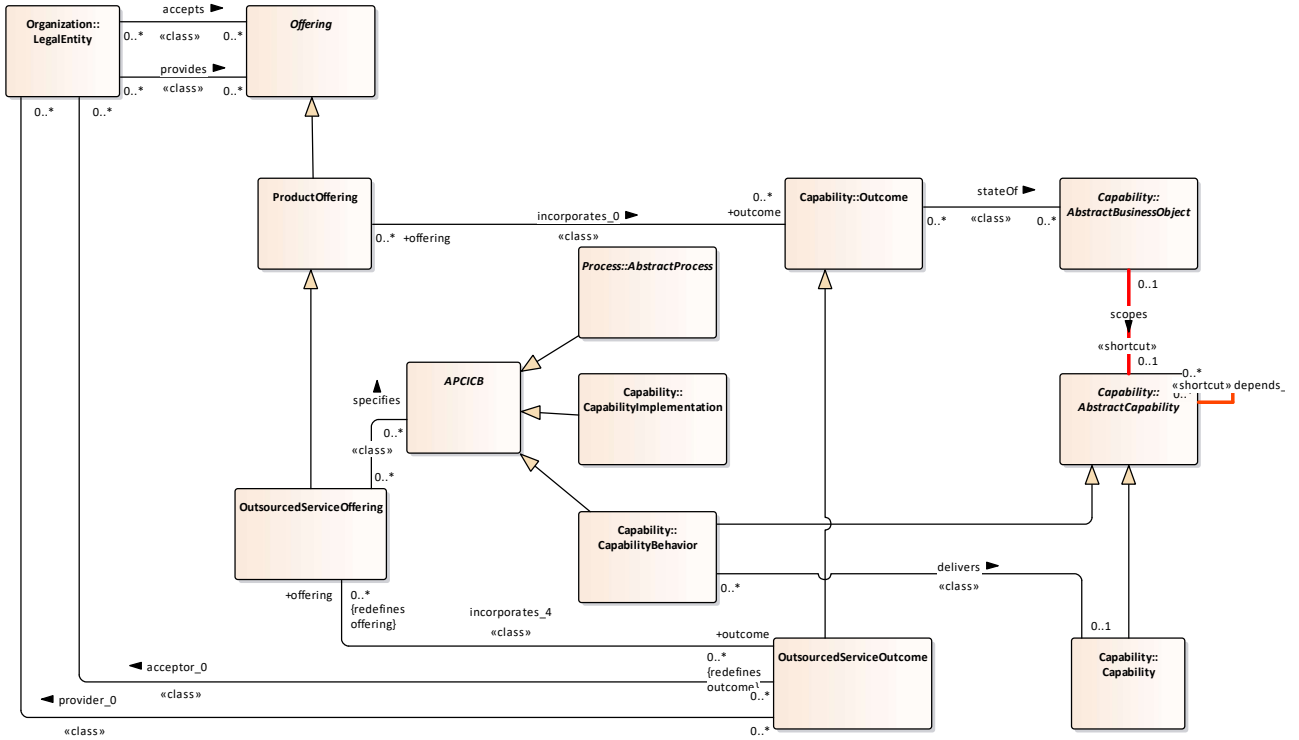 accepts
Organization::
LegalEntity
Offering
0..*
«class»
0..*
provides
0..*
«class»
0..*
0..*
0..*
ProductOffering
0..*
+outcome
Capability::Outcome
stateOf
0..*
«class»
0..*
Capability::
AbstractBusinessObject
incorporates_0
0..*
+offering
«class»
Process::AbstractProcess
0..1
scopes
«shortcut»
0..1
0..*
«shortcut» depends_
0..*
APCICB
specifies
0..*
«class»
0..*
Capability::
CapabilityImplementation
Capability::
AbstractCapability
OutsourcedServiceOffering
Capability::
CapabilityBehavior
delivers
0..*
«class»
0..1
+offering
0..*
{redefines
offering}
incorporates_4
«class»
+outcome
0..*
{redefines
outcome}
OutsourcedServiceOutcome
Capability::
Capability
acceptor_0
«class»
0..*
provider_0
«class»
0..*